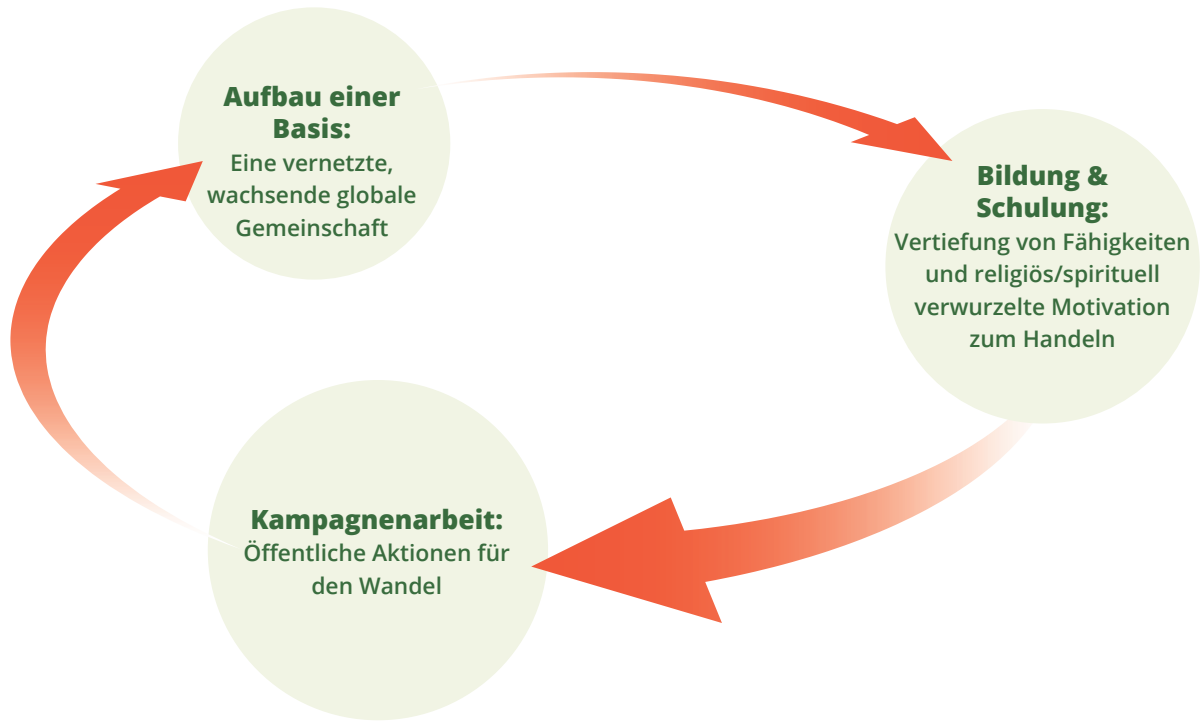 Aufbau einer
Basis:
Eine vernetzte,
wachsende globale
Gemeinschaft
Bildung &
Schulung:
Vertiefung von Fähigkeiten
und religiös/spirituell
verwurzelte Motivation
zum Handeln
Kampagnenarbeit:
Öffentliche Aktionen für
den Wandel